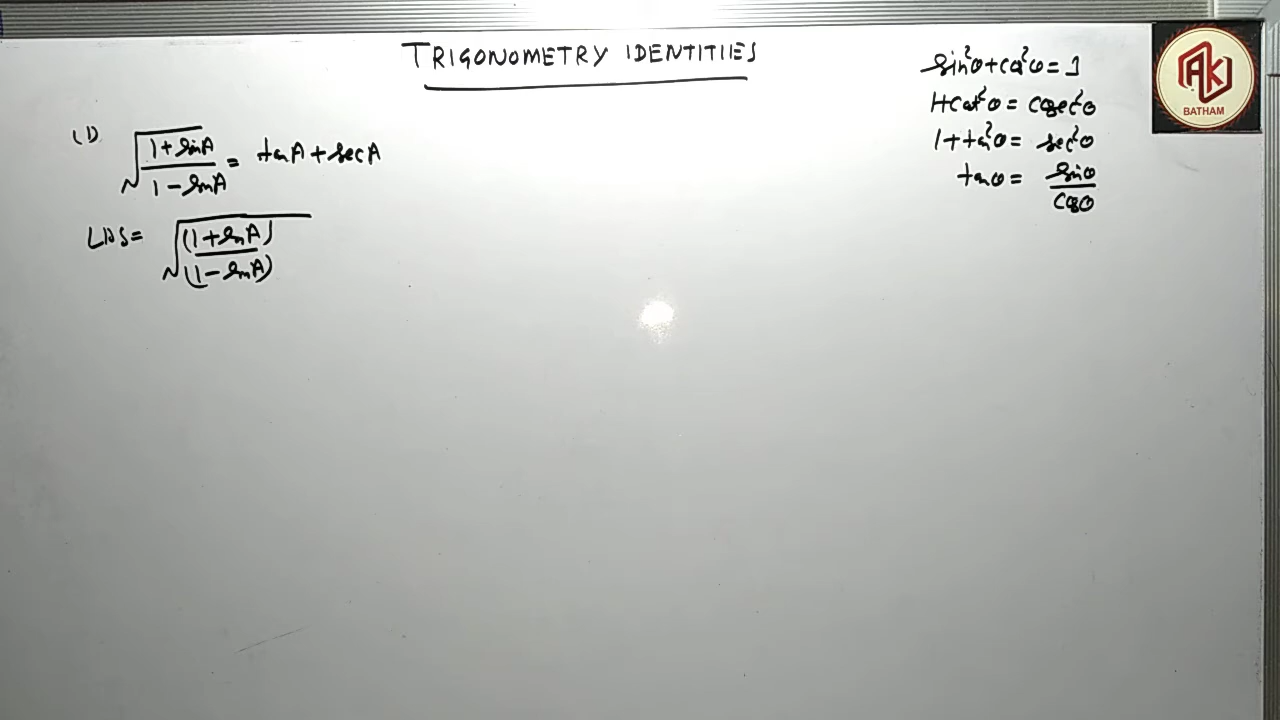 TRIGONOMETRY IDENTITIES
sin²θ+cos²θ=1
1+cot²θ = cosec²θ
1+tan²θ = sec²θ
tanθ = sinθ/cosθ
AK
BATHAM
(1) √((1+sinA)/(1-sinA)) = tanA+secA
LHS= √((1+sinA)/(1-sinA))